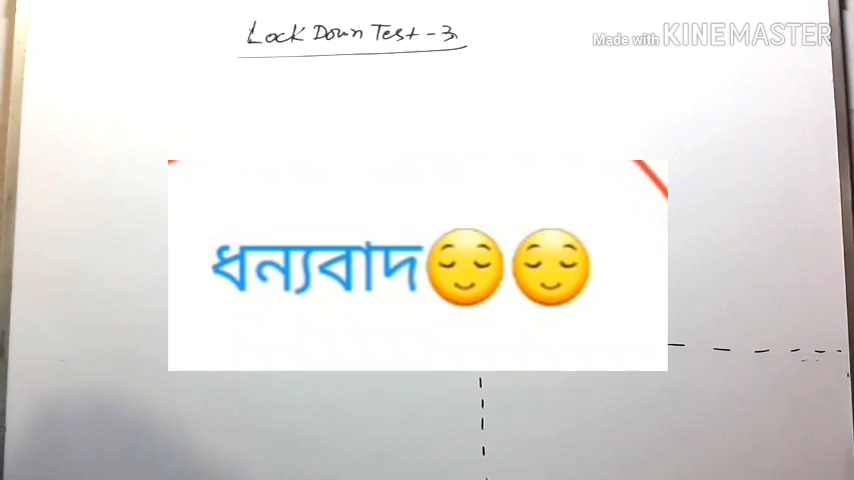 Lock Down Test - 3
Made with KINEMASTER
ধন্যবাদ😌😌